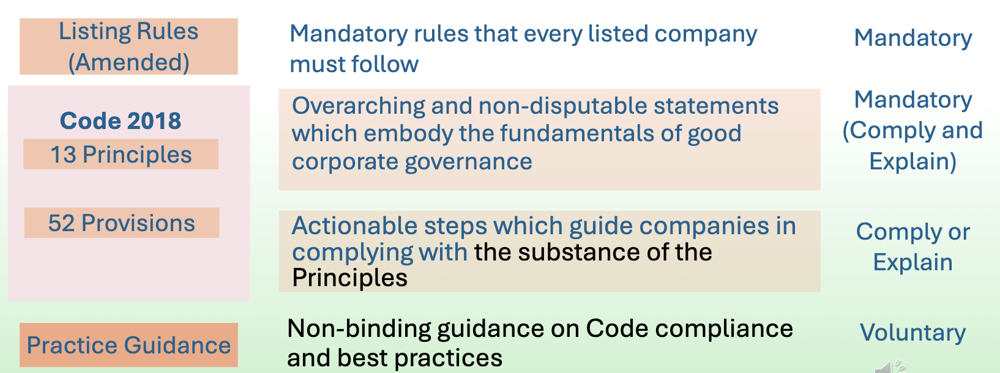 Listing Rules
(Amended)
Mandatory rules that every listed company
must follow
Mandatory
Code 2018
13 Principles
Overarching and non-disputable statements
which embody the fundamentals of good
corporate governance
Mandatory
(Comply and
Explain)
52 Provisions
Actionable steps which guide companies in
complying with the substance of the
Principles
Comply or
Explain
Practice Guidance
Non-binding guidance on Code compliance
and best practices
Voluntary